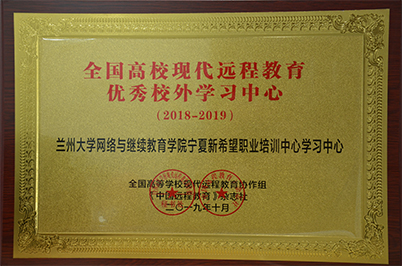 全国高校现代远程教育
优秀校外学习中心
(2018-2019)
兰州大学网络与继续教育学院宁夏新希望职业培训中心学习中心
全国高等学校现代远程教育协作组
《中国远程教育》杂志社
二〇一九年十月